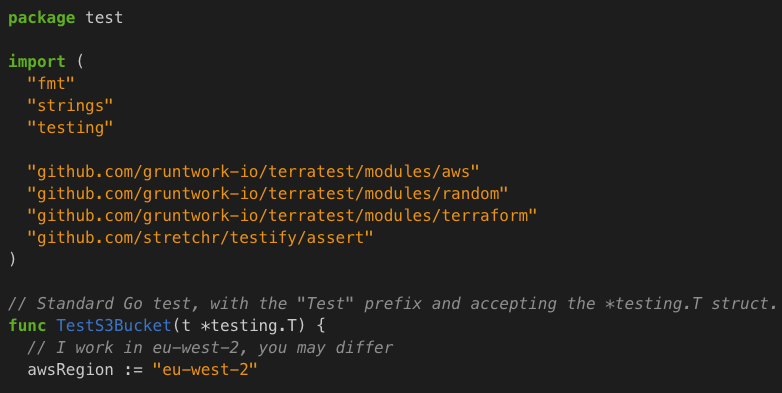 package test
import (
"fmt"
"strings"
"testing"
"github.com/gruntwork-io/terratest/modules/aws"
"github.com/gruntwork-io/terratest/modules/random"
"github.com/gruntwork-io/terratest/modules/terraform"
"github.com/stretchr/testify/assert"
)
// Standard Go test, with the "Test" prefix and accepting the *testing.T struct.
func TestS3Bucket(t *testing.T) {
// I work in eu-west-2, you may differ
awsRegion := "eu-west-2"